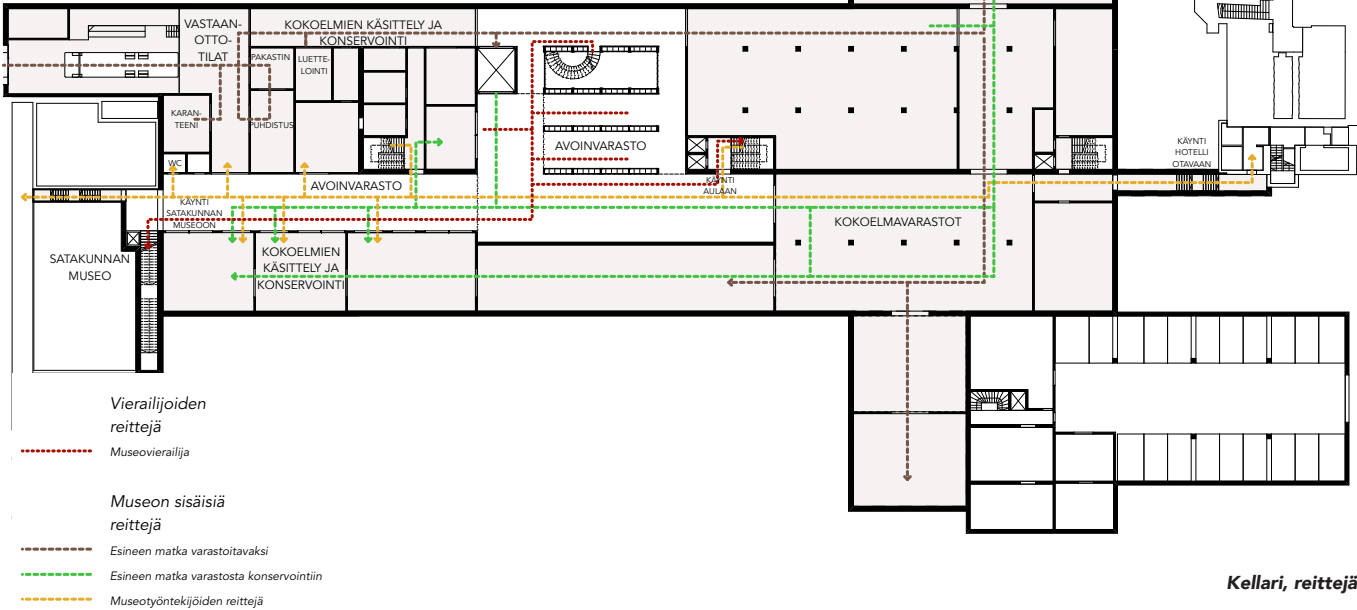 VASTAAN-
OTTO-
TILAT
KOKOELMIEN KÄSITTELY JA
KONSERVOINTI
PAKASTIN
LUETTE-
LOINTI
KARAN-
TEENI
PUHDISTUS
WC
AVOINVARASTO
AVOINVARASTO
KÄYNTI
SATAKUNNAN
MUSEOON
KÄYNTI
AULAAN
KÄYNTI
HOTELLI
OTAVAAN
KOKOELMAVARASTOT
SATAKUNNAN
MUSEO
KOKOELMIEN
KÄSITTELY JA
KONSERVOINTI
Vierailijoiden
reittejä
Museovierailija
Museon sisäisiä
reittejä
Esineen matka varastoitavaksi
Esineen matka varastosta konservointiin
Museotyöntekijöiden reittejä
Kellari, reittejä